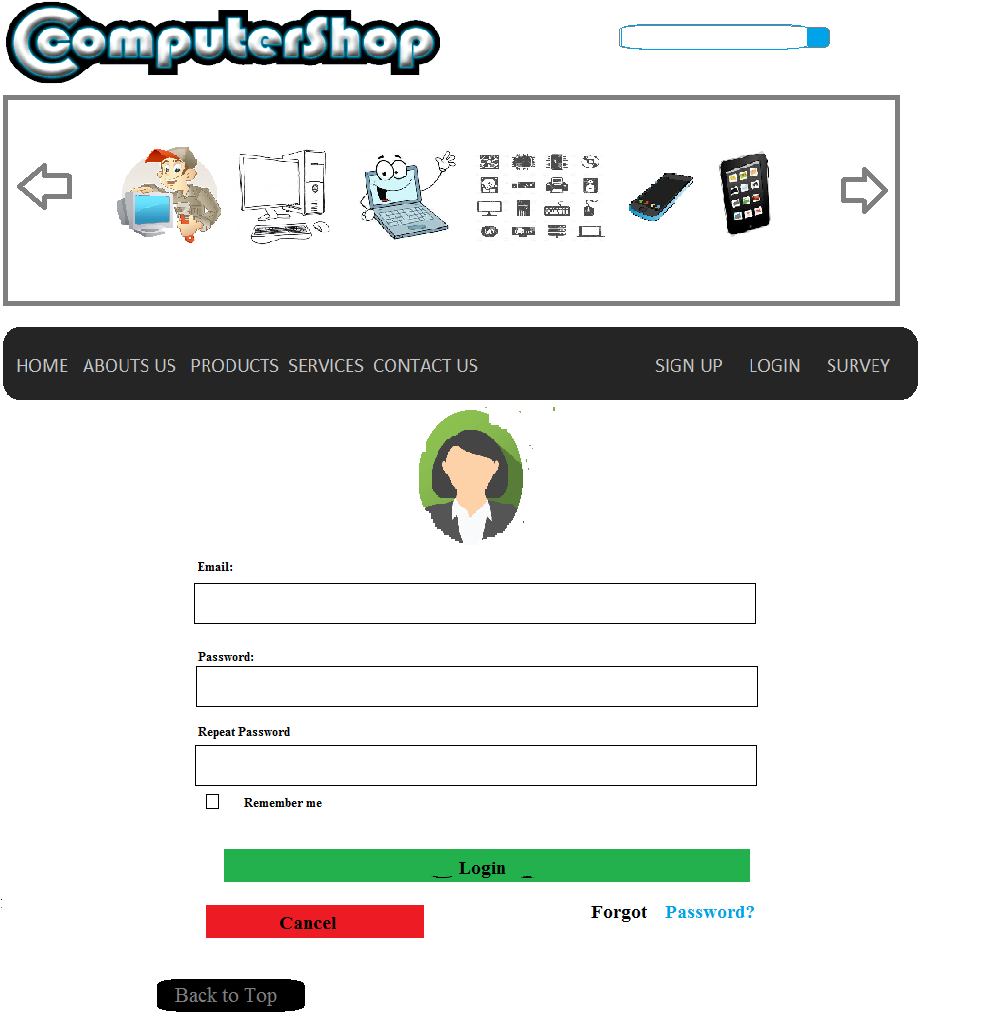 ComputerShop
HOME ABOUTS US PRODUCTS SERVICES CONTACT US SIGN UP LOGIN SURVEY
Email:
Password:
Repeat Password
Remember me
Login
Cancel
Forgot Password?
Back to Top